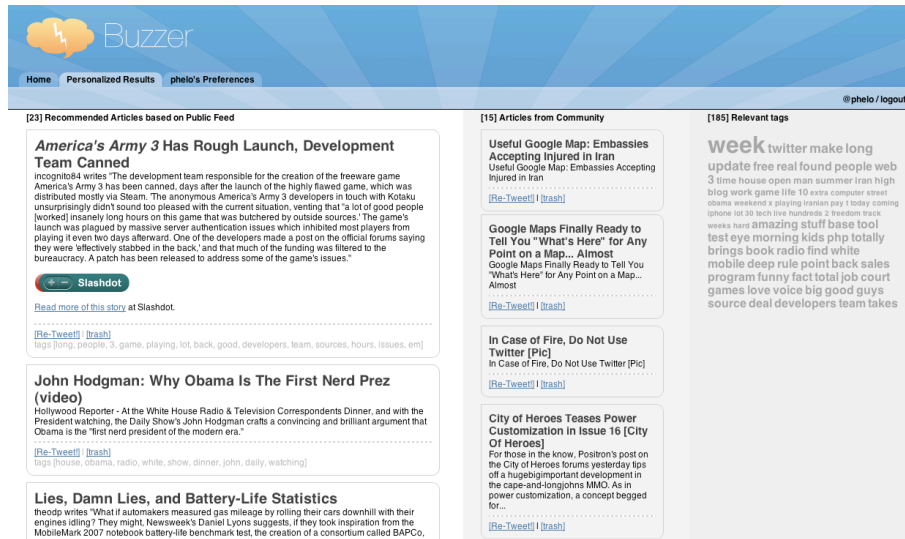 Buzzer
Home Personalized Results phelo's Preferences
@phelo / logout
[23] Recommended Articles based on Public Feed
America's Army 3 Has Rough Launch, Development
Team Canned
incognito84 writes "The development team responsible for the creation of the freeware game
America's Army 3 has been canned, days after the launch of the highly flawed game, which was
distributed mostly via Steam. 'The anonymous America's Army 3 developers in touch with Kotaku
unsurprisingly didn't sound too pleased with the current situation, venting that "a lot of good people
[worked] insanely long hours on this game that was butchered by outside sources.' The game's
launch was plagued by massive server authentication issues which inhibited most players from
playing it even two days afterward. One of the developers made a post on the official forums saying
they were 'effectively stabbed in the back,' and that much of the funding was filtered to the
bureaucracy. A patch has been released to address some of the game's issues."
Slashdot
Read more of this story at Slashdot.
[Re-Tweet!] | [trash]
tags [long, people, 3, game, playing, lot, back, good, developers, team, sources, hours, issues, em]
John Hodgman: Why Obama Is The First Nerd Prez
(video)
Hollywood Reporter - At the White House Radio & Television Correspondents Dinner, and with the
President watching, the Daily Show's John Hodgman crafts a convincing and brilliant argument that
Obama is the "first nerd president of the modern era."
[Re-Tweet!] | [trash]
tags [house, obama, radio, white, show, dinner, john, daily, watching]
Lies, Damn Lies, and Battery-Life Statistics
theodp writes "What if automakers measured gas mileage by rolling their cars downhill with their
engines idling? They might, Newsweek's Daniel Lyons suggests, if they took inspiration from the
MobileMark 2007 notebook battery-life benchmark test, the creation of a consortium called BAPCo,
[15] Articles from Community
Useful Google Map: Embassies
Accepting Injured in Iran
Useful Google Map: Embassies Accepting
Injured in Iran
[Re-Tweet!] | [trash]
Google Maps Finally Ready to
Tell You "What's Here" for Any
Point on a Map... Almost
Google Maps Finally Ready to Tell You
"What's Here" for Any Point on a Map...
Almost
[Re-Tweet!] | [trash]
In Case of Fire, Do Not Use
Twitter [Pic]
In Case of Fire, Do Not Use Twitter [Pic]
[Re-Tweet!] | [trash]
City of Heroes Teases Power
Customization in Issue 16 [City
Of Heroes]
For those in the know, Positron's post on
the City of Heroes forums yesterday tips
off a hugebigimportant development in
the cape-and-longjohns MMO. As in
power customization, a concept begged
for...
[Re-Tweet!] | [trash]
[185] Relevant tags
week twitter make long
update free real found people web
3 time house open man summer iran high
blog work game life 10 extra computer street
obama weekend x playing iranian pay t today coming
iphone lot 30 tech live hundreds 2 freedom track
weeks hard amazing stuff base tool
test eye morning kids php totally
brings book radio find white
mobile deep rule point back sales
program funny fact total job court
games love voice big good guys
source deal developers team takes